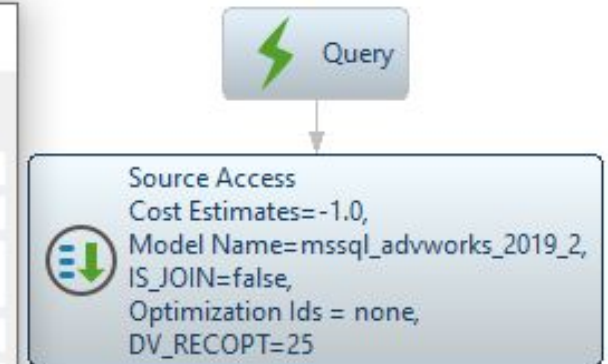 Query
Source Access
Cost Estimates=-1.0,
Model Name=mssql_advworks_2019_2,
IS_JOIN=false,
Optimization Ids = none,
DV_RECOPT=25